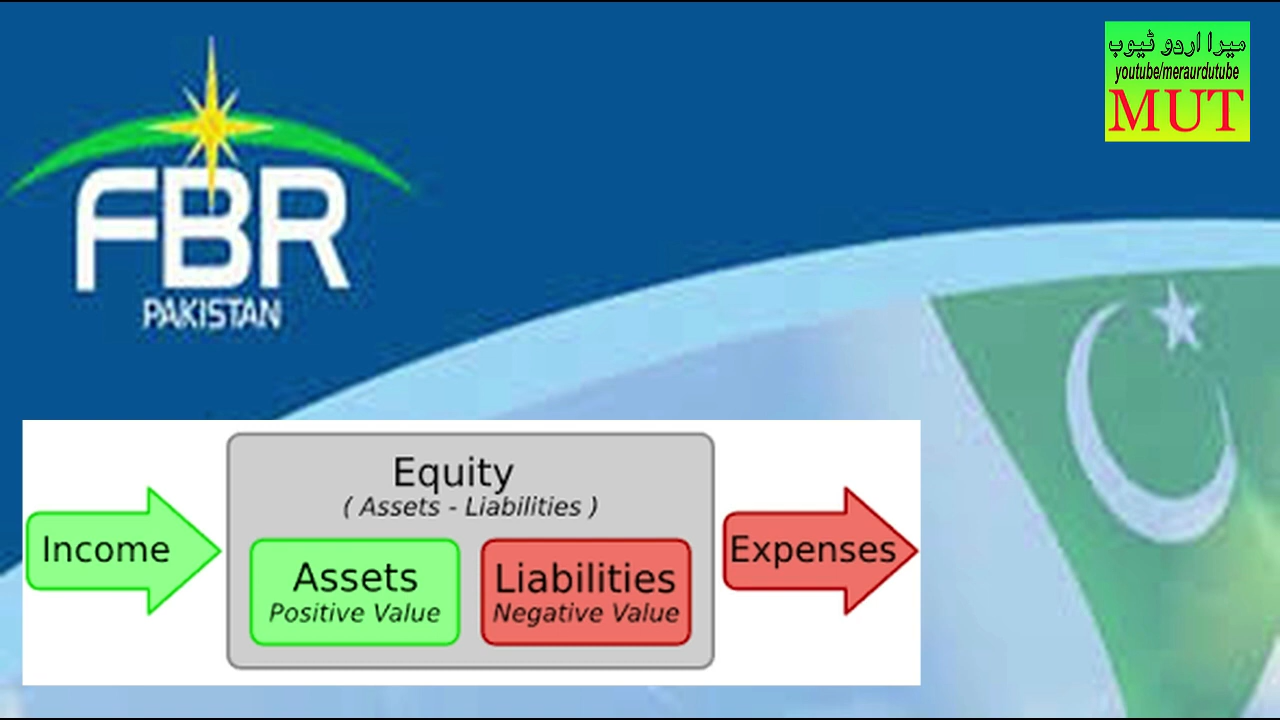 میرا اردو ٹیوب
youtube/meraurdutube
MUT
FBR
PAKISTAN
Equity
( Assets - Liabilities )
Income
Assets
Positive Value
Liabilities
Negative Value
Expenses